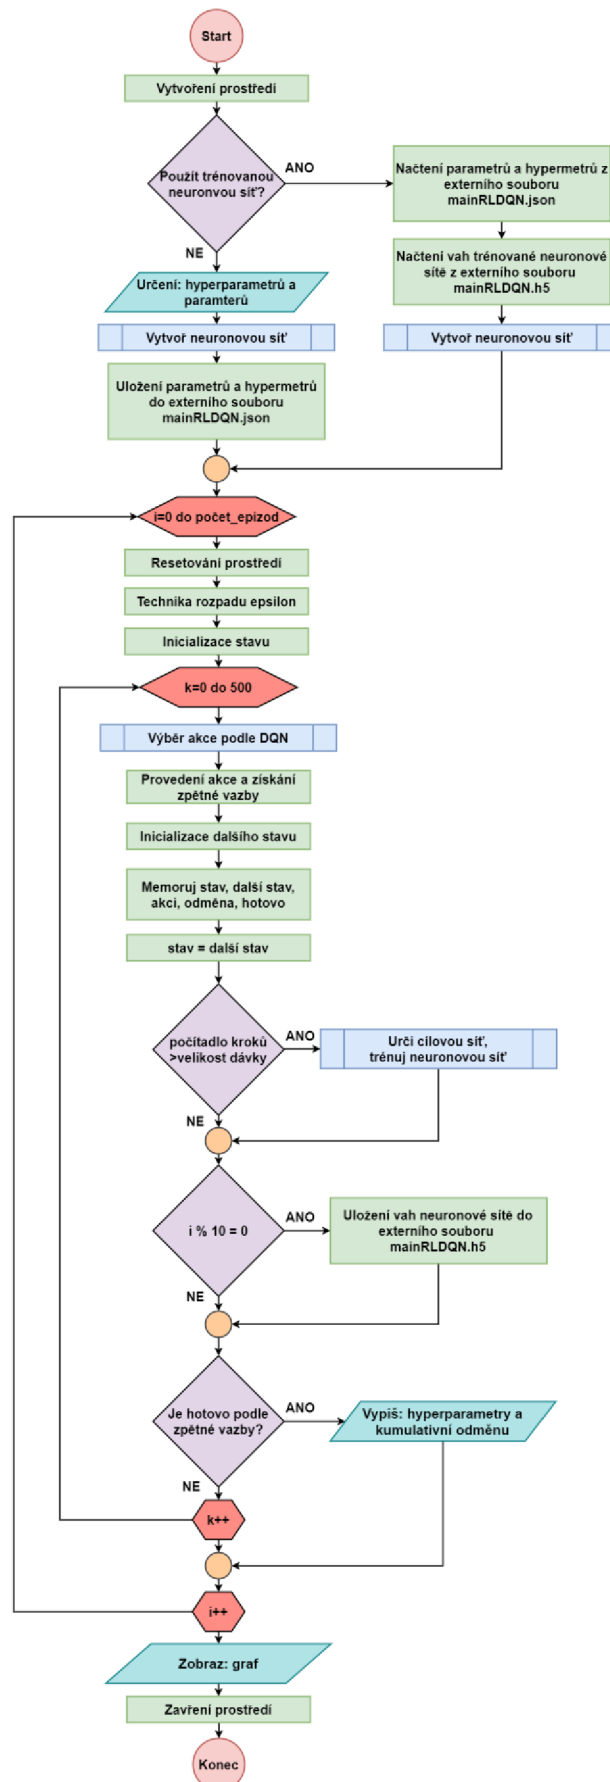 Start
Vytvoření prostředí
Použít trénovanou
neuronvou síť?
ANO
Načtení parametrů a hypermetrů z
externího souboru
mainRLDQN.json
Načtení vah trénované neuronové
sítě z externího souboru
mainRLDQN.h5
Vytvoř neuronovou síť
NE
Určení: hyperparametrů a
paramterů
Vytvoř neuronovou síť
Uložení parametrů a hypermetrů
do externího souboru
mainRLDQN.json
i=0 do počet_epizod
Resetování prostředí
Technika rozpadu epsilon
Inicializace stavu
k=0 do 500
Výběr akce podle DQN
Provedení akce a získání
zpětné vazby
Inicializace dalšího stavu
Memoruj stav, další stav,
akci, odměna, hotovo
stav = další stav
počítadlo kroků
>velikost dávky
ANO
Urči cilovou síť,
trénuj neuronovou síť
NE
i % 10 = 0
ANO
Uložení vah neuronové sítě do
externího souboru
mainRLDQN.h5
NE
Je hotovo podle
zpětné vazby?
ANO
Vypiš: hyperparametry a
kumulativní odměnu
NE
k++
i++
Zobraz: graf
Zavření prostředí
Konec